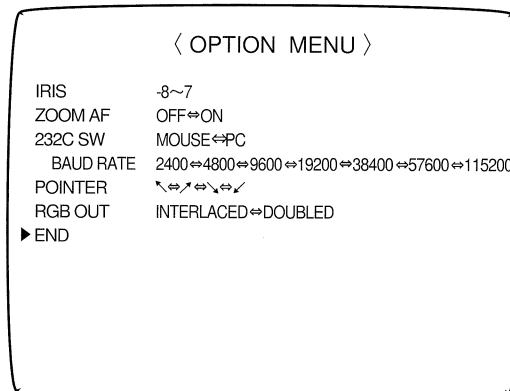 〈 OPTION MENU 〉
IRIS -8～7
ZOOM AF OFF⇔ON
232C SW MOUSE⇔PC
BAUD RATE 2400⇔4800⇔9600⇔19200⇔38400⇔57600⇔115200
POINTER ↖⇔↗⇔↘⇔↙
RGB OUT INTERLACED⇔DOUBLED
▶ END